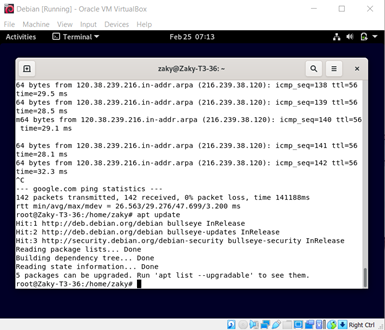 Debian [Running] - Oracle VM VirtualBox
File Machine View Input Devices Help
Activities Terminal Feb 25 07:13
zaky@Zaky-T3-36: ~
64 bytes from 120.38.239.216.in-addr.arpa (216.239.38.120): icmp_seq=138 ttl=56
time=29.5 ms
64 bytes from 120.38.239.216.in-addr.arpa (216.239.38.120): icmp_seq=139 ttl=56
time=28.5 ms
m64 bytes from 120.38.239.216.in-addr.arpa (216.239.38.120): icmp_seq=140 ttl=56
time=29.1 ms
64 bytes from 120.38.239.216.in-addr.arpa (216.239.38.120): icmp_seq=141 ttl=56
time=28.1 ms
64 bytes from 120.38.239.216.in-addr.arpa (216.239.38.120): icmp_seq=142 ttl=56
time=32.3 ms
^C
--- google.com ping statistics ---
142 packets transmitted, 142 received, 0% packet loss, time 141188ms
rtt min/avg/max/mdev = 26.563/29.276/47.699/3.200 ms
root@Zaky-T3-36:/home/zaky# apt update
Hit:1 http://deb.debian.org/debian bullseye InRelease
Hit:2 http://deb.debian.org/debian bullseye-updates InRelease
Hit:3 http://security.debian.org/debian-security bullseye-security InRelease
Reading package lists... Done
Building dependency tree... Done
Reading state information... Done
5 packages can be upgraded. Run 'apt list --upgradable' to see them.
root@Zaky-T3-36:/home/zaky#
Right Ctrl